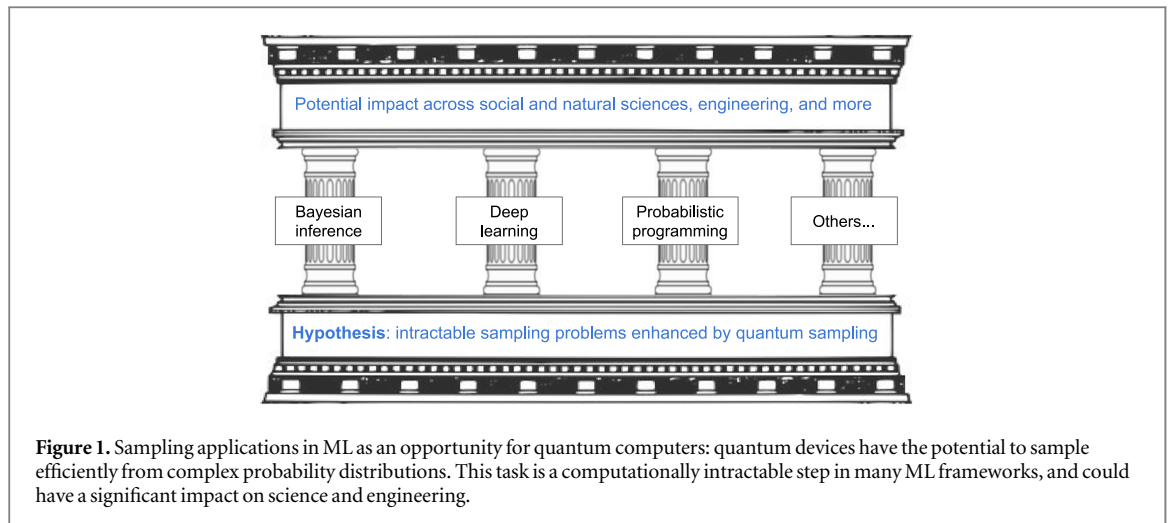 Potential impact across social and natural sciences, engineering, and more
Bayesian
inference
Deep
learning
Probabilistic
programming
Others...
Hypothesis: intractable sampling problems enhanced by quantum sampling
Figure 1. Sampling applications in ML as an opportunity for quantum computers: quantum devices have the potential to sample
efficiently from complex probability distributions. This task is a computationally intractable step in many ML frameworks, and could
have a significant impact on science and engineering.